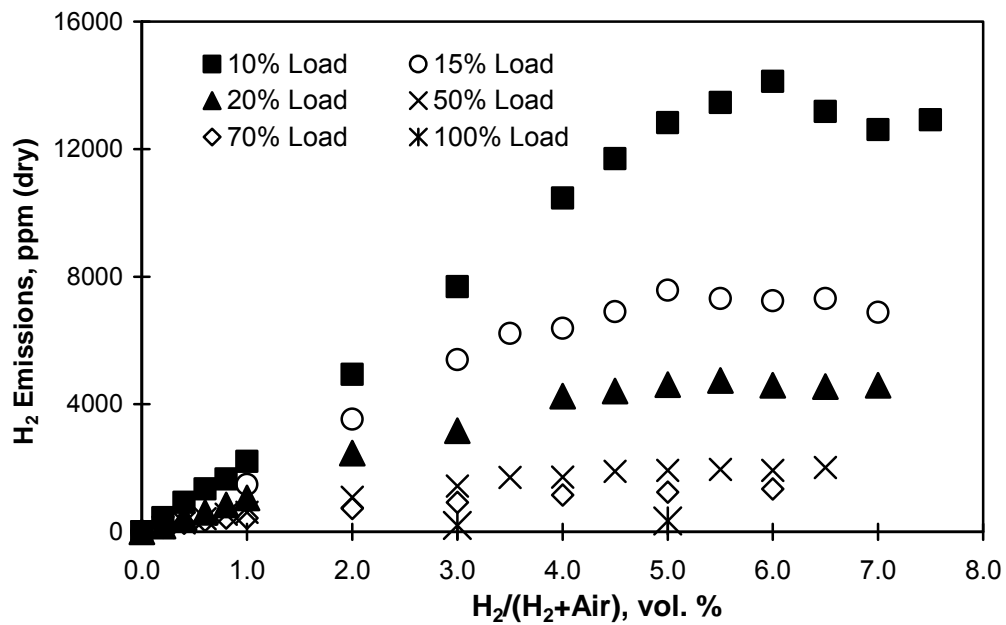 16000
12000
8000
4000
0
H₂ Emissions, ppm (dry)
10% Load
15% Load
20% Load
50% Load
70% Load
100% Load
0.0 1.0 2.0 3.0 4.0 5.0 6.0 7.0 8.0
H₂/(H₂+Air), vol. %